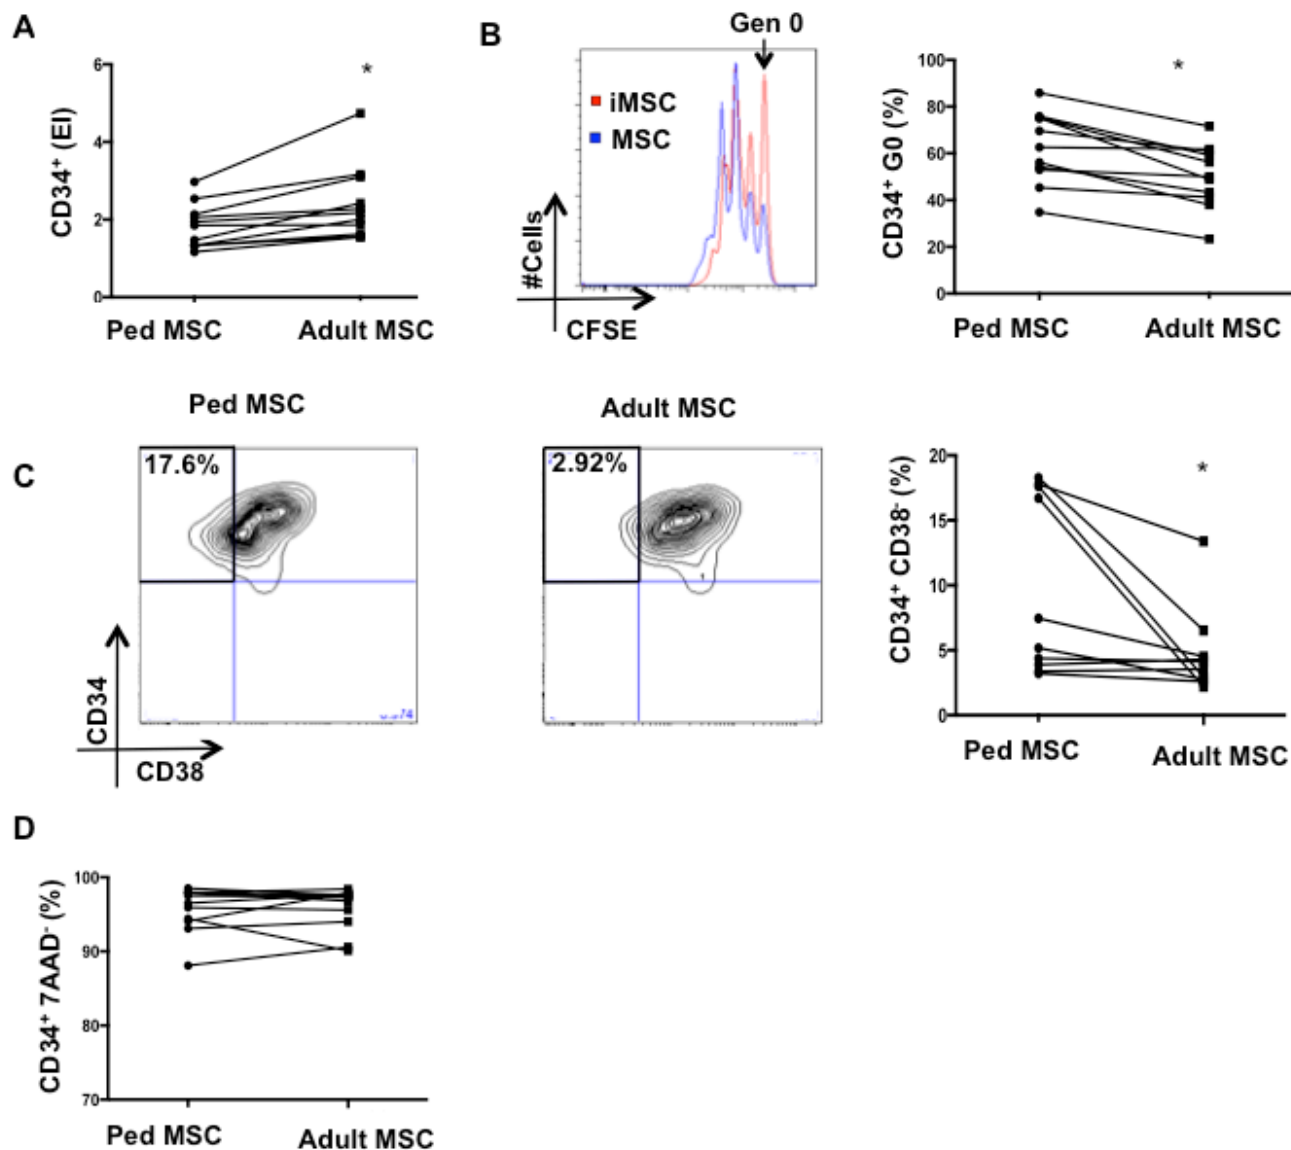 A
CD34+ (EI)
6
4
2
0
*
Ped MSC
Adult MSC
B
Gen 0
iMSC
MSC
#Cells
CFSE
CD34+ G0 (%)
100
80
60
40
20
0
*
Ped MSC
Adult MSC
C
Ped MSC
17.6%
CD34
CD38
Adult MSC
2.92%
1
CD34+ CD38- (%)
20
15
10
5
0
*
Ped MSC
Adult MSC
D
CD34+ 7AAD- (%)
100
90
80
70
Ped MSC
Adult MSC